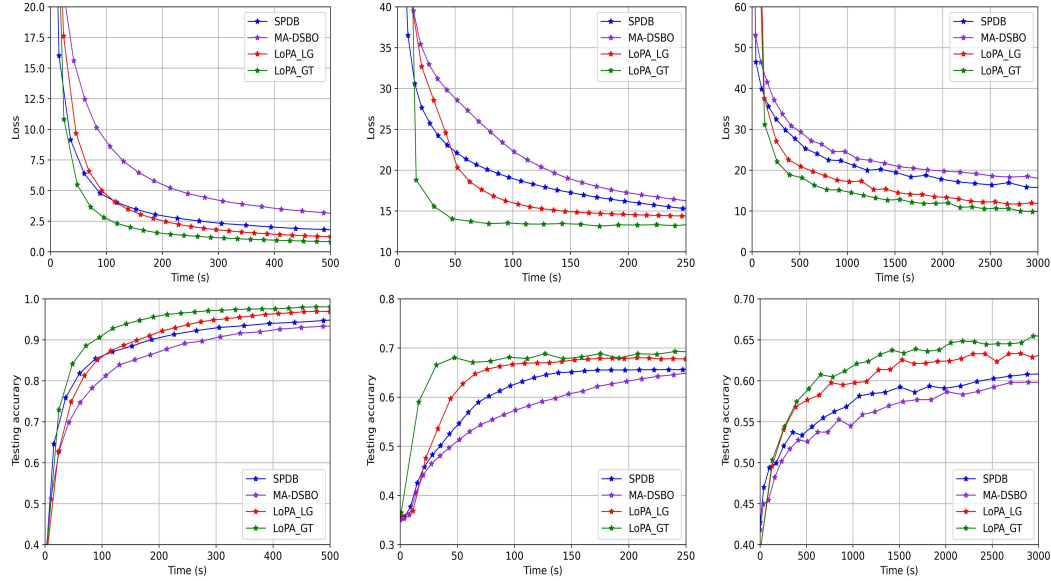 20.0
17.5
15.0
12.5
10.0
7.5
5.0
2.5
0.0
Loss
0 100 200 300 400 500
Time (s)
SPDB
MA-DSBO
LoPA_LG
LoPA_GT
40
35
30
25
20
15
10
Loss
0 50 100 150 200 250
Time (s)
SPDB
MA-DSBO
LoPA_LG
LoPA_GT
60
50
40
30
20
10
0
Loss
0 500 1000 1500 2000 2500 3000
Time (s)
SPDB
MA-DSBO
LoPA_LG
LoPA_GT
1.0
0.9
0.8
0.7
0.6
0.5
0.4
Testing accurary
0 100 200 300 400 500
Time (s)
SPDB
MA-DSBO
LoPA_LG
LoPA_GT
0.8
0.7
0.6
0.5
0.4
0.3
Testing accurary
0 50 100 150 200 250
Time (s)
SPDB
MA-DSBO
LoPA_LG
LoPA_GT
0.70
0.65
0.60
0.55
0.50
0.45
0.40
Testing accurary
0 500 1000 1500 2000 2500 3000
Time (s)
SPDB
MA-DSBO
LoPA_LG
LoPA_GT